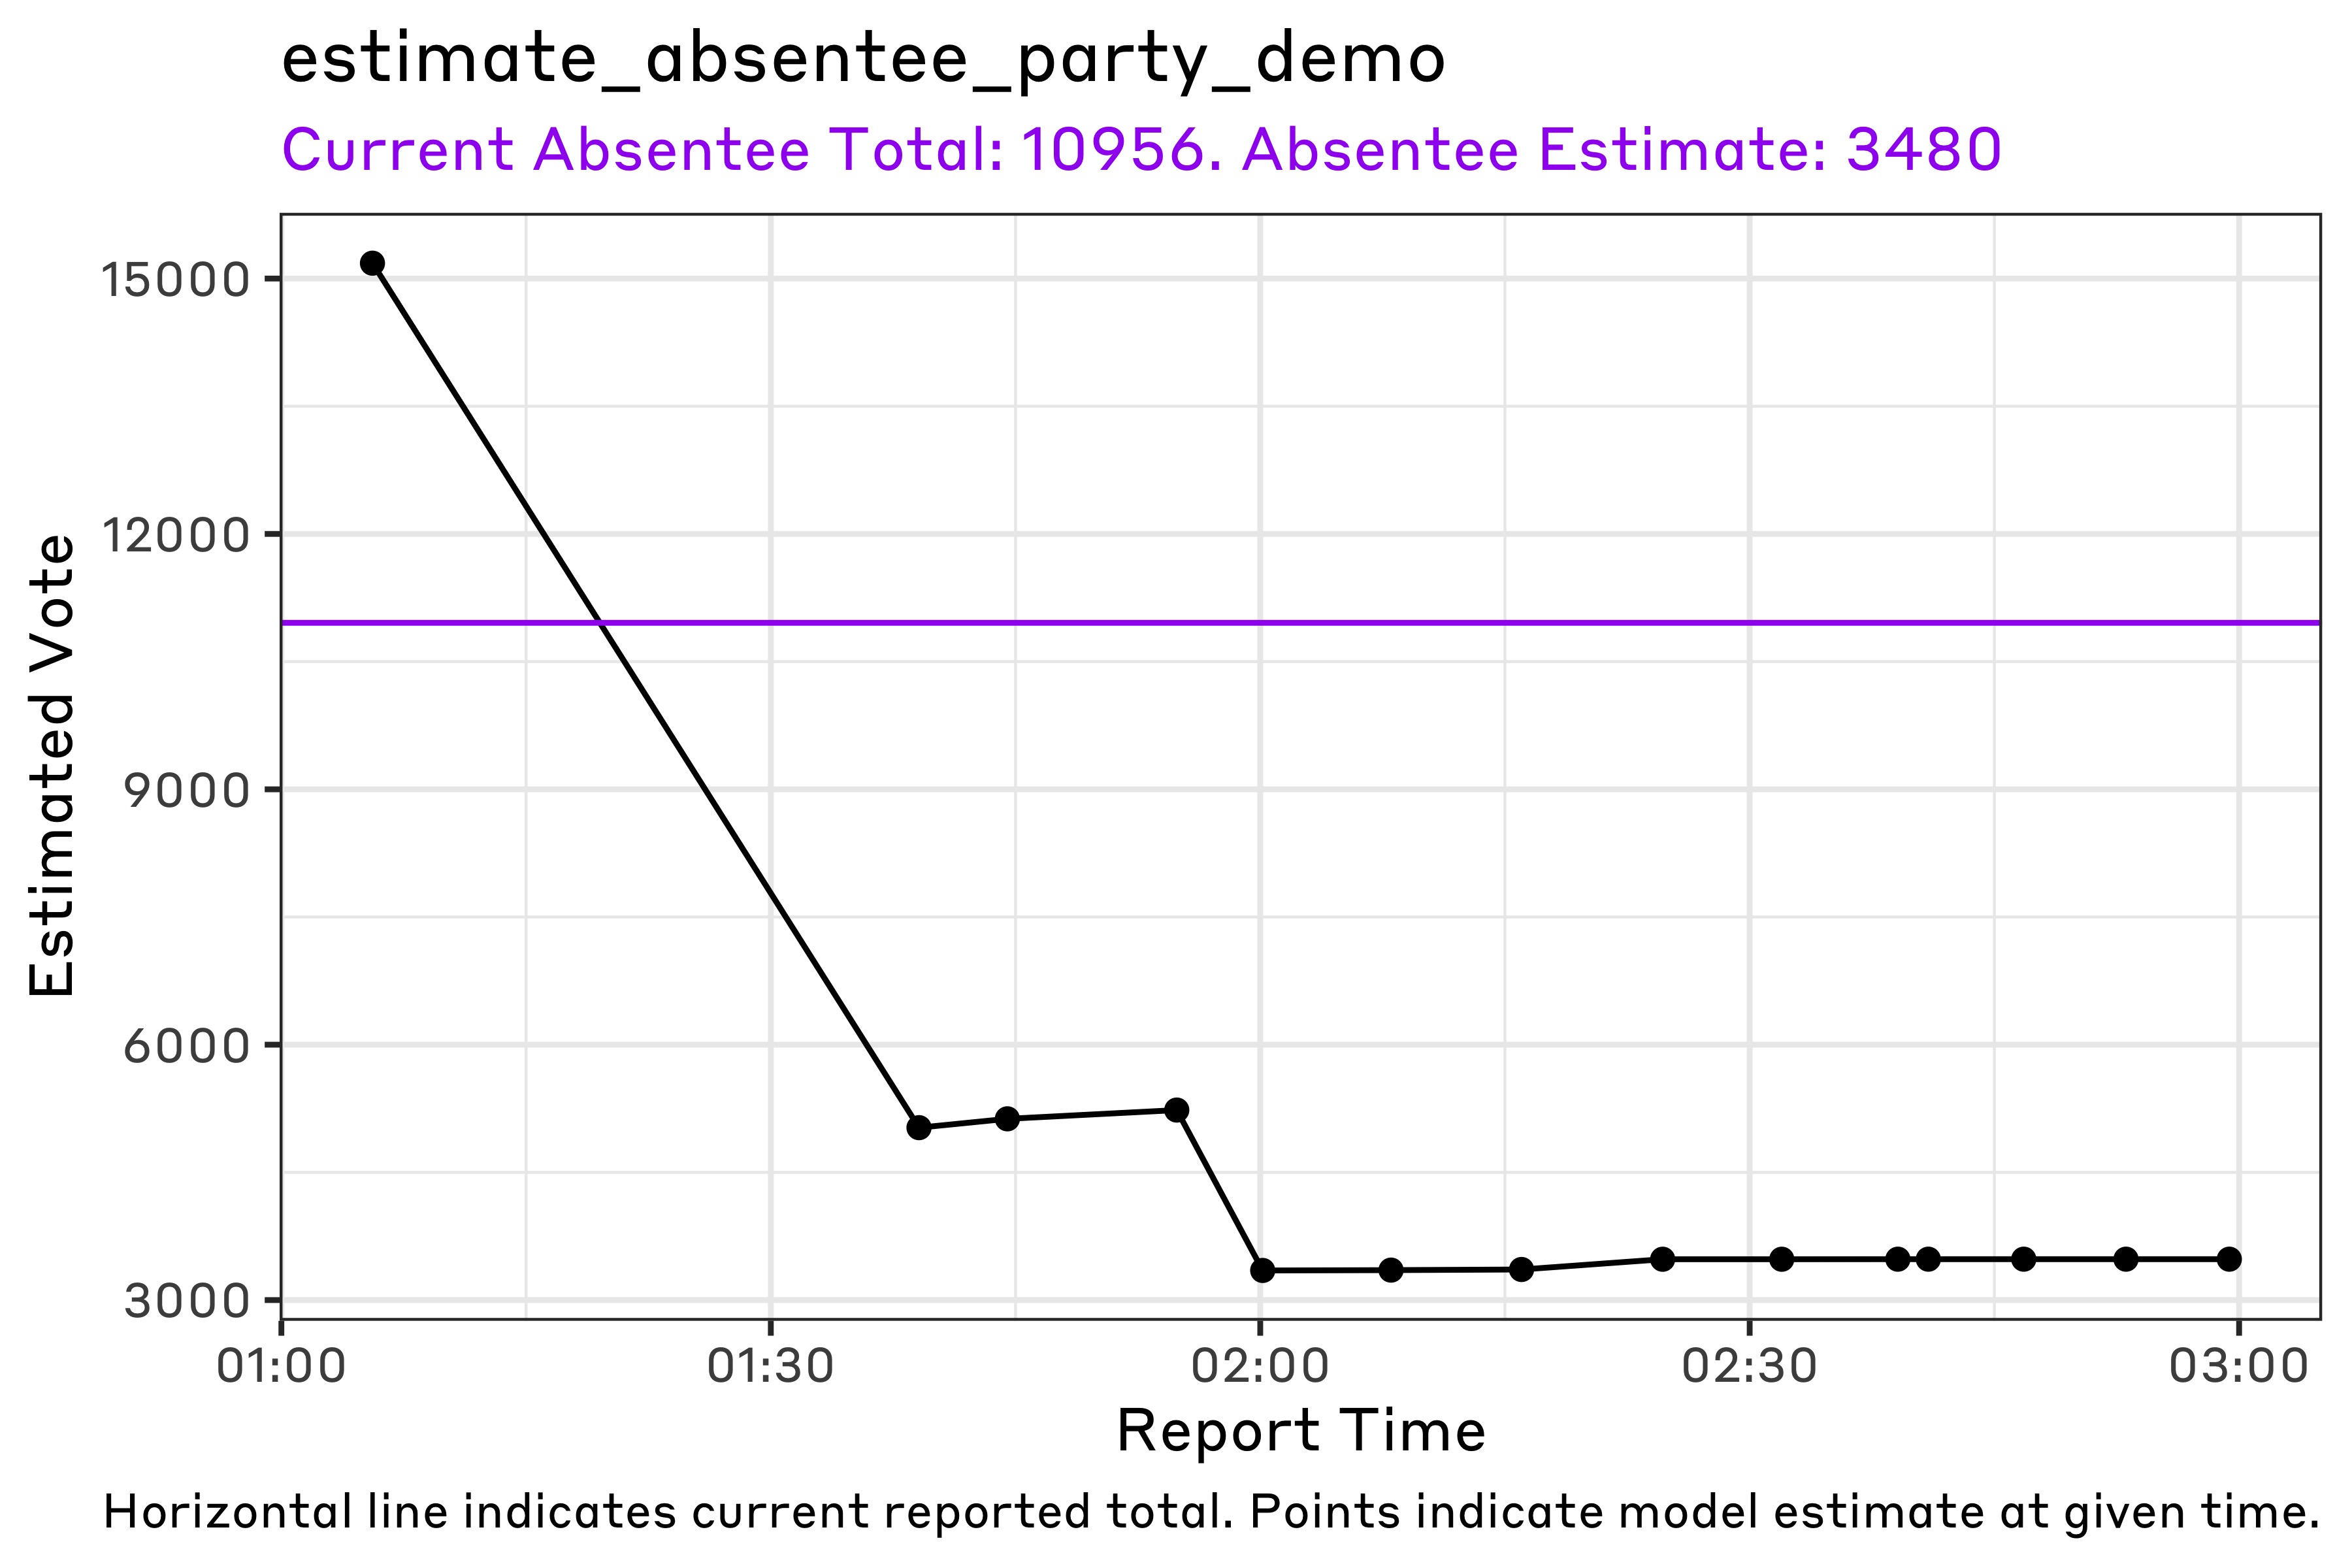 estimate_absentee_party_demo
Current Absentee Total: 10956. Absentee Estimate: 3480
Estimated Vote
15000
12000
9000
6000
3000
01:00 01:30 02:00 02:30 03:00
Report Time
Horizontal line indicates current reported total. Points indicate model estimate at given time.